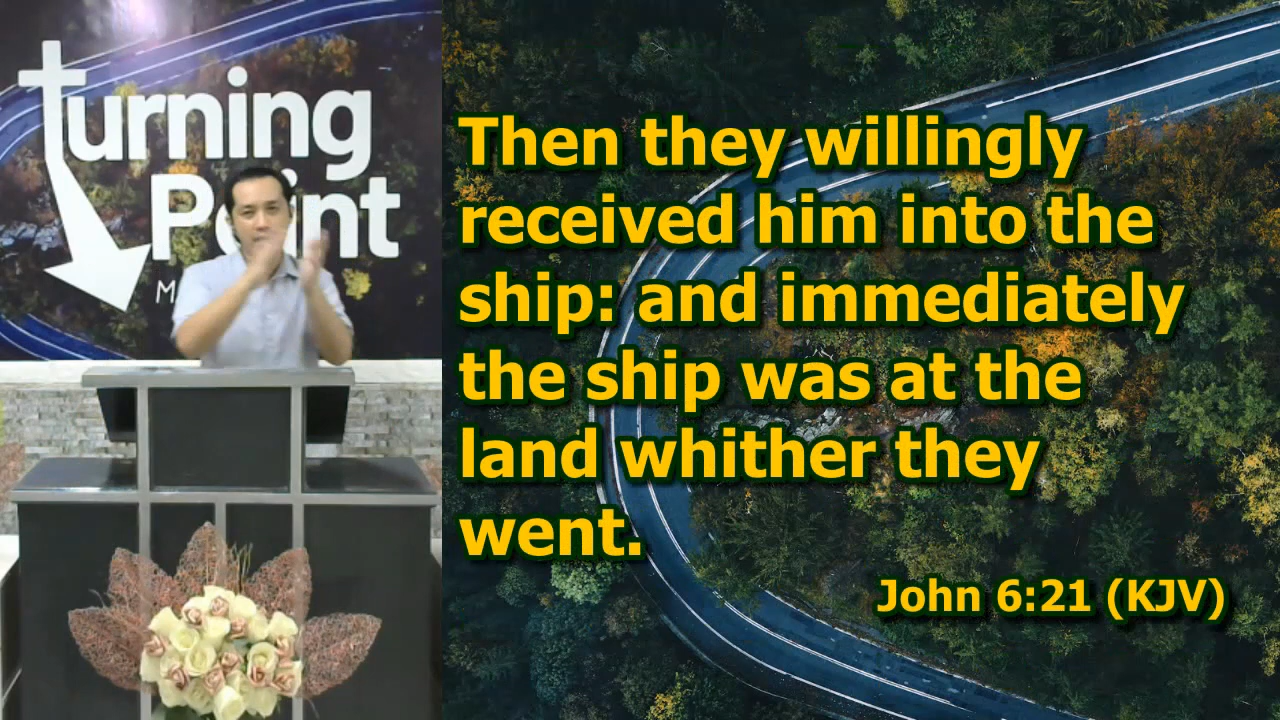 turning
Point
M
Then they willingly
received him into the
ship: and immediately
the ship was at the
land whither they
went.
John 6:21 (KJV)